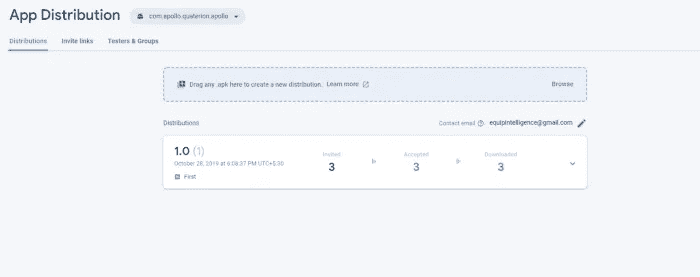 App Distribution com.apollo.quaterion.apollo
Distributions Invite links Testers & Groups
Drag any .apk here to create a new distribution. Learn more Browse
Distributions Contact email equipintelligence@gmail.com
1.0 (1) Invited Accepted Downloaded
October 28, 2019 at 6:08:37 PM UTC+5:30 3 3 3
First